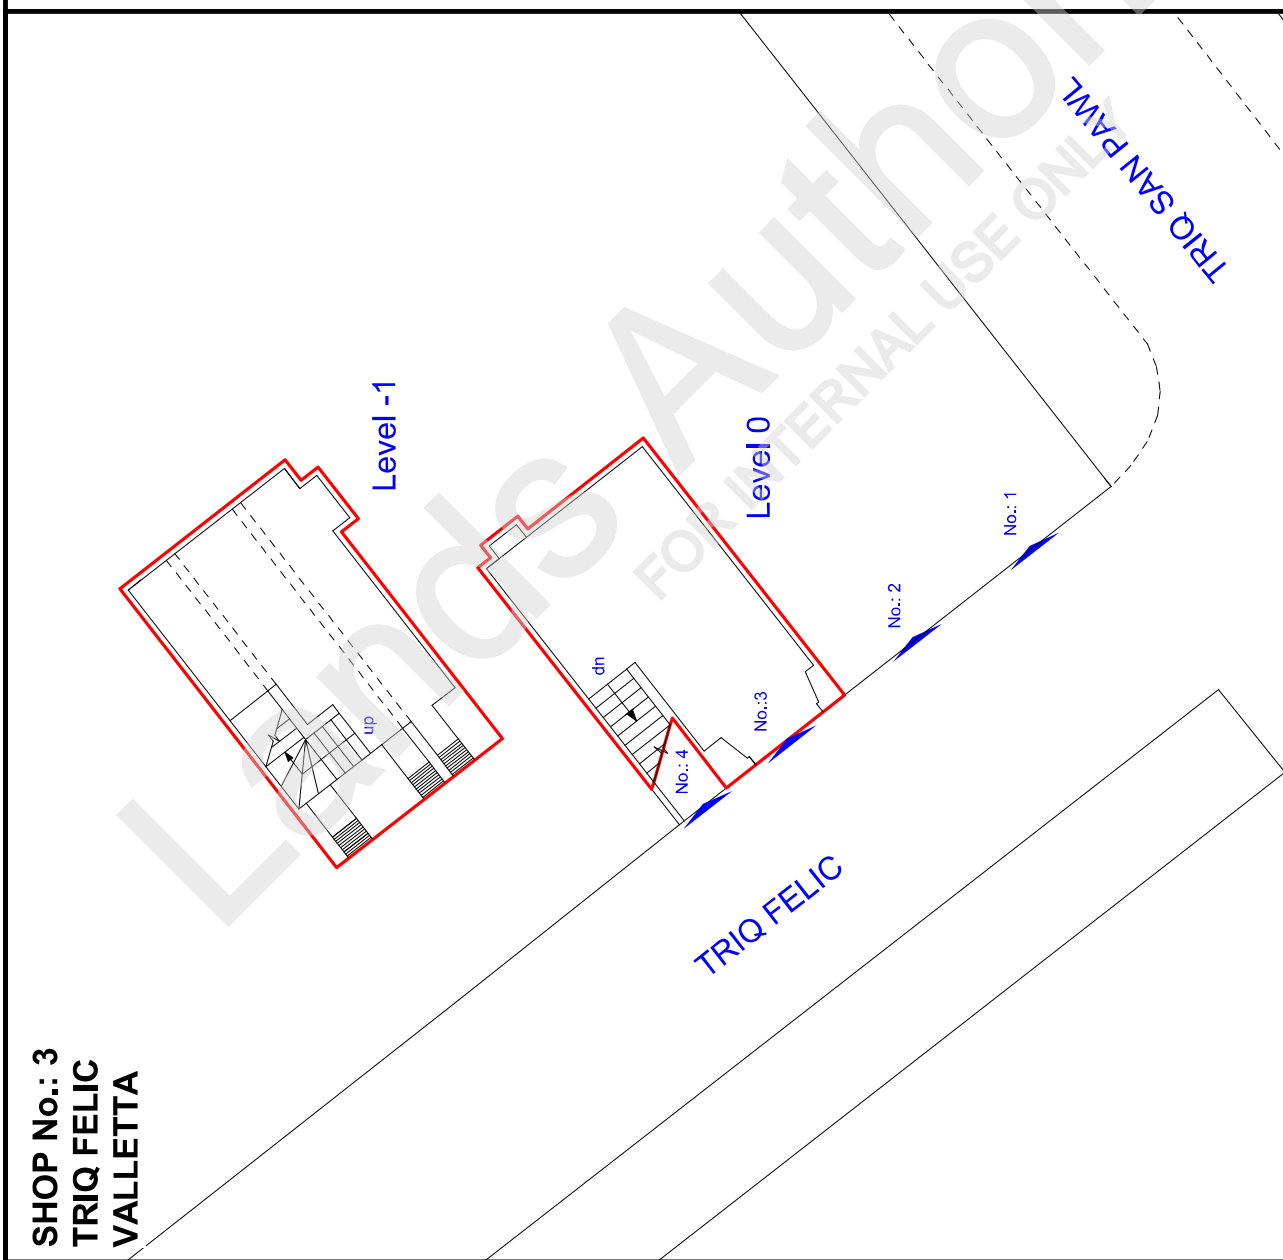 SHOP No.: 3
TRIQ FELIC
VALLETTA
Level -1
up
Level 0
dn
No.: 4
No.:3
No.: 2
No.: 1
TRIQ FELIC
TRIQ SAN PAWL
Lands Author
FOR INTERNAL USE ONLY